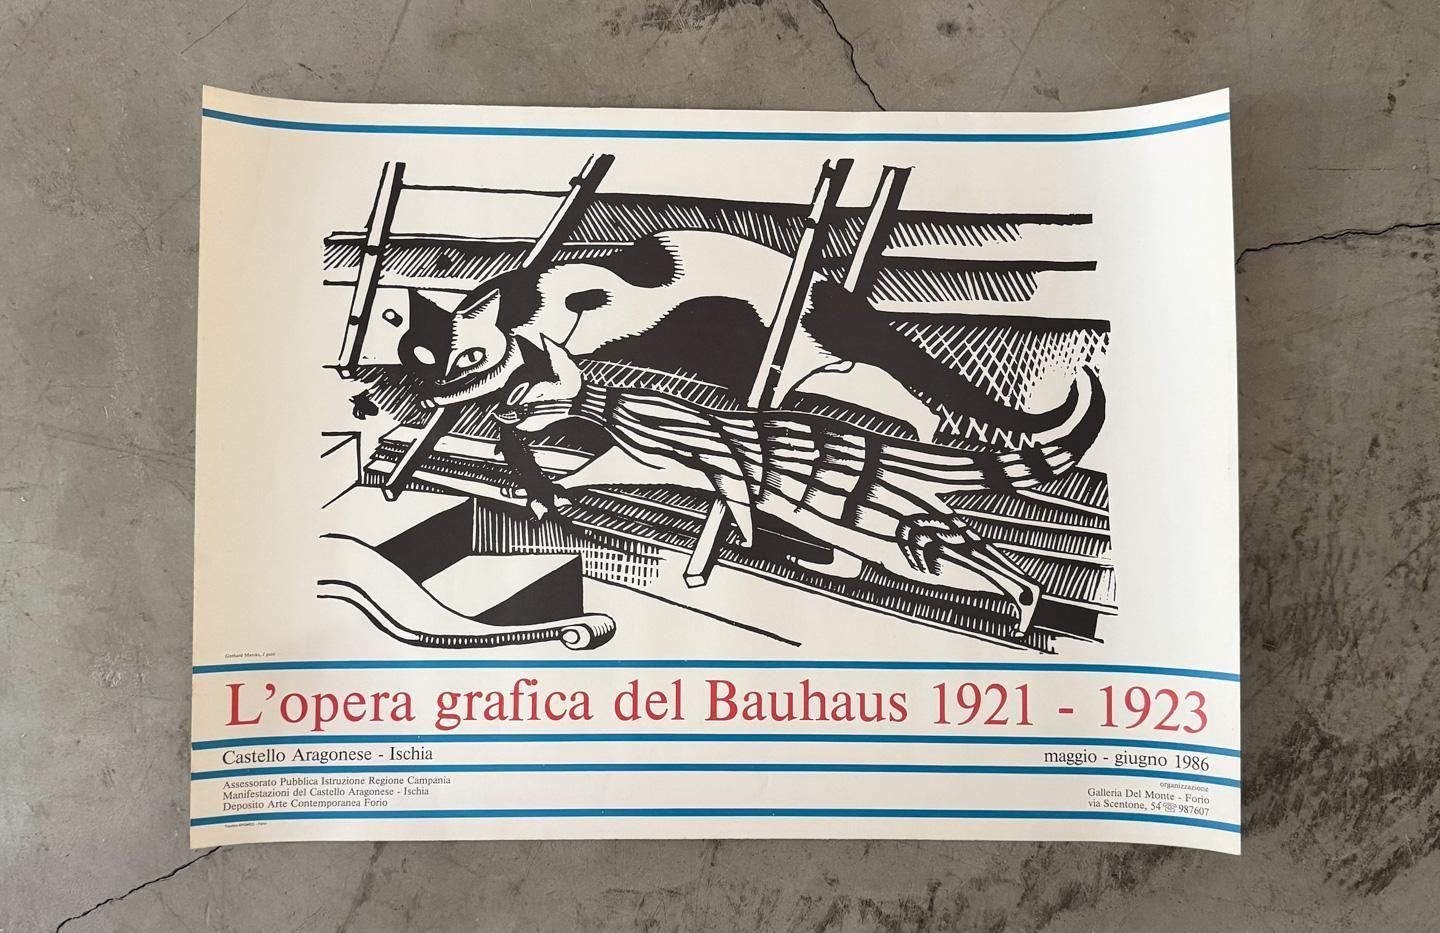 Gerhard Marcks, I gatti
L'opera grafica del Bauhaus 1921 - 1923
Castello Aragonese - Ischia
maggio - giugno 1986
Assessorato Pubblica Istruzione Regione Campania
Manifestazioni del Castello Aragonese - Ischia
Deposito Arte Contemporanea Forio
organizzazione
Galleria Del Monte - Forio
via Scentone, 54 ☏ 987607